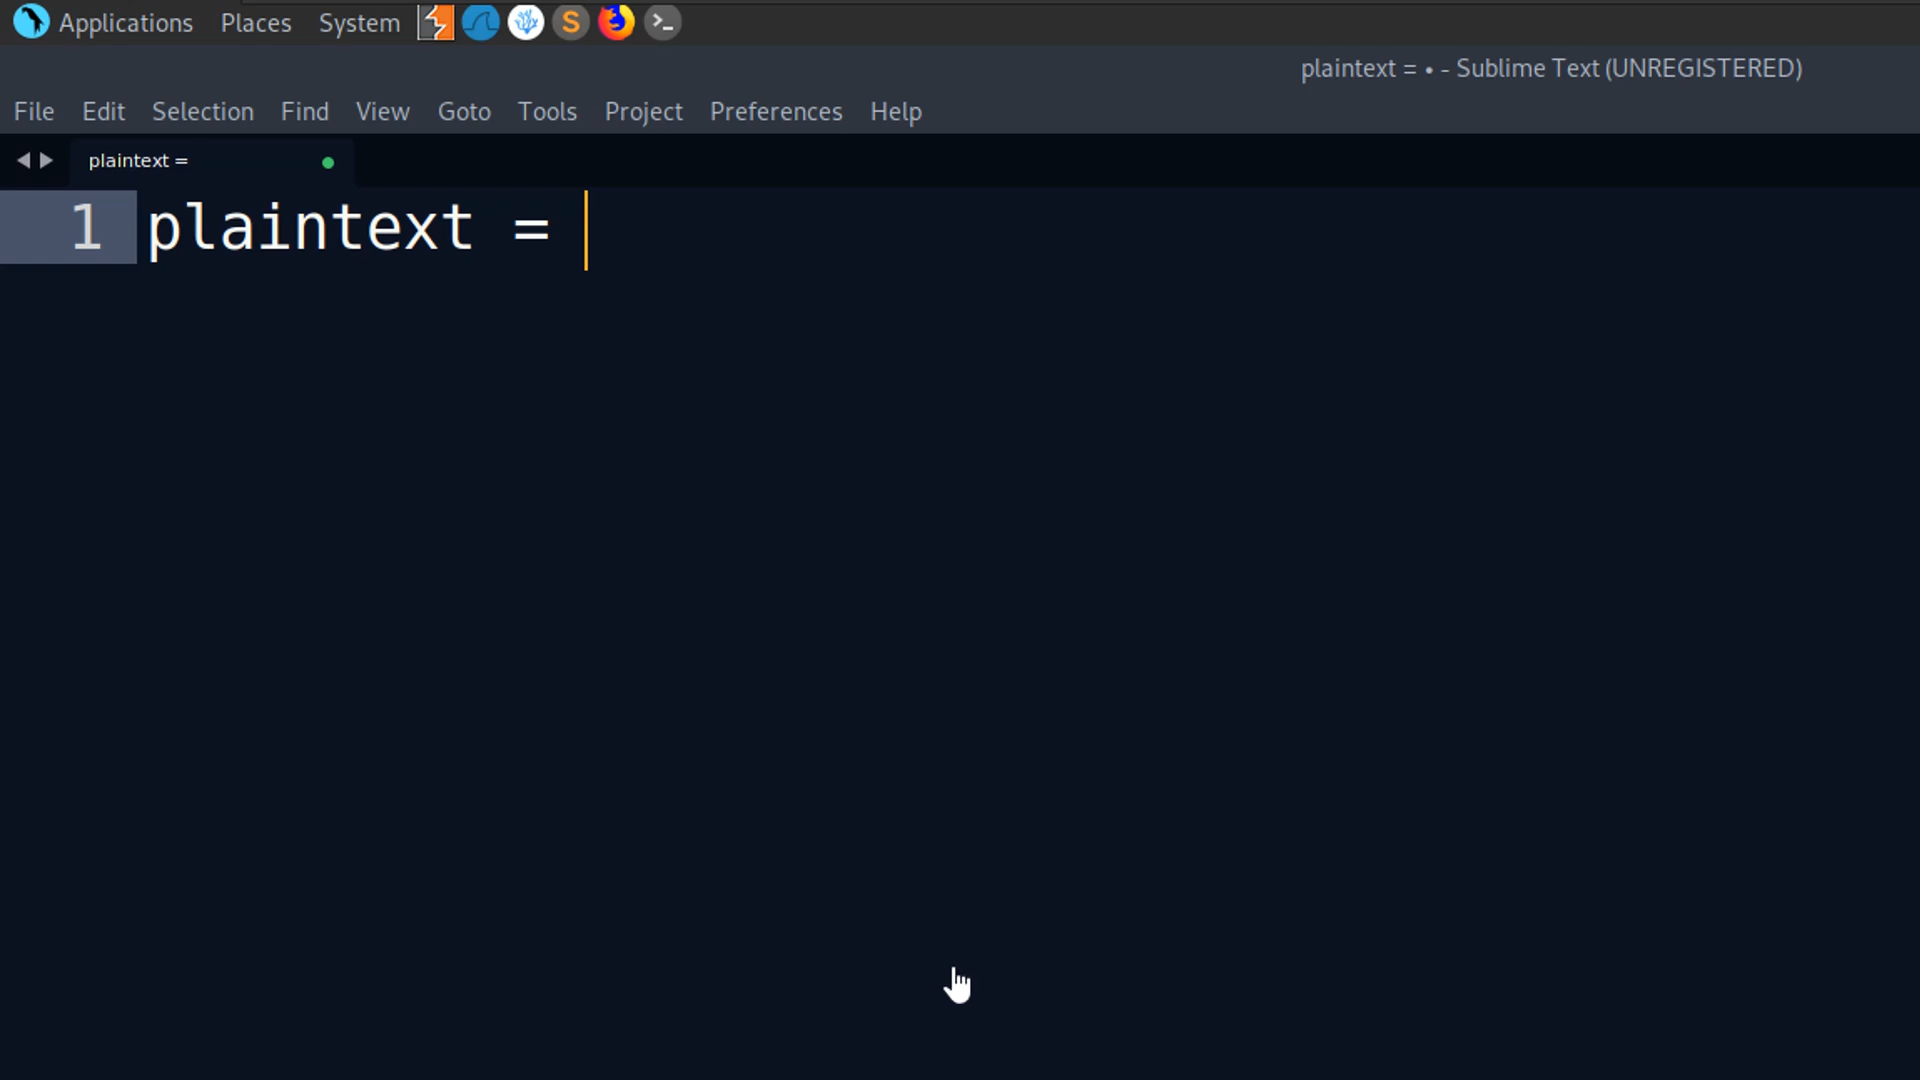 Applications Places System
plaintext = • - Sublime Text (UNREGISTERED)
File Edit Selection Find View Goto Tools Project Preferences Help
plaintext =
1 plaintext =